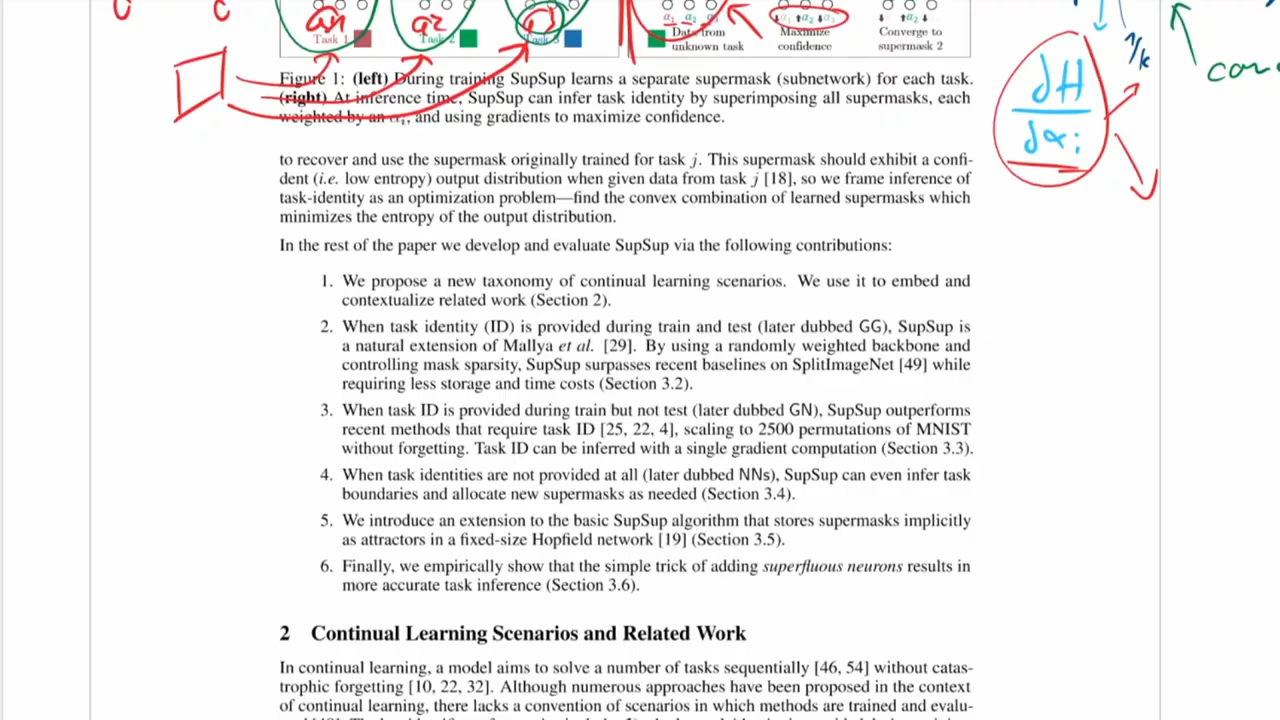 a1
a2
Task 1
α₁ α₂
Data from
unknown task
↓α₁ ↑α₂ ↓α₃
Maximize
confidence
↑α₂ ↓
Converge to
supermask 2
1/k
dH
dαi
Figure 1: (left) During training SupSup learns a separate supermask (subnetwork) for each task.
(right) At inference time, SupSup can infer task identity by superimposing all supermasks, each
weighted by an αᵢ, and using gradients to maximize confidence.
to recover and use the supermask originally trained for task j. This supermask should exhibit a confi-
dent (i.e. low entropy) output distribution when given data from task j [18], so we frame inference of
task-identity as an optimization problem—find the convex combination of learned supermasks which
minimizes the entropy of the output distribution.
In the rest of the paper we develop and evaluate SupSup via the following contributions:
1. We propose a new taxonomy of continual learning scenarios. We use it to embed and
contextualize related work (Section 2).
2. When task identity (ID) is provided during train and test (later dubbed GG), SupSup is
a natural extension of Mallya et al. [29]. By using a randomly weighted backbone and
controlling mask sparsity, SupSup surpasses recent baselines on SplitImageNet [49] while
requiring less storage and time costs (Section 3.2).
3. When task ID is provided during train but not test (later dubbed GN), SupSup outperforms
recent methods that require task ID [25, 22, 4], scaling to 2500 permutations of MNIST
without forgetting. Task ID can be inferred with a single gradient computation (Section 3.3).
4. When task identities are not provided at all (later dubbed NNs), SupSup can even infer task
boundaries and allocate new supermasks as needed (Section 3.4).
5. We introduce an extension to the basic SupSup algorithm that stores supermasks implicitly
as attractors in a fixed-size Hopfield network [19] (Section 3.5).
6. Finally, we empirically show that the simple trick of adding superfluous neurons results in
more accurate task inference (Section 3.6).
2 Continual Learning Scenarios and Related Work
In continual learning, a model aims to solve a number of tasks sequentially [46, 54] without catas-
trophic forgetting [10, 22, 32]. Although numerous approaches have been proposed in the context
of continual learning, there lacks a convention of scenarios in which methods are trained and evalu-